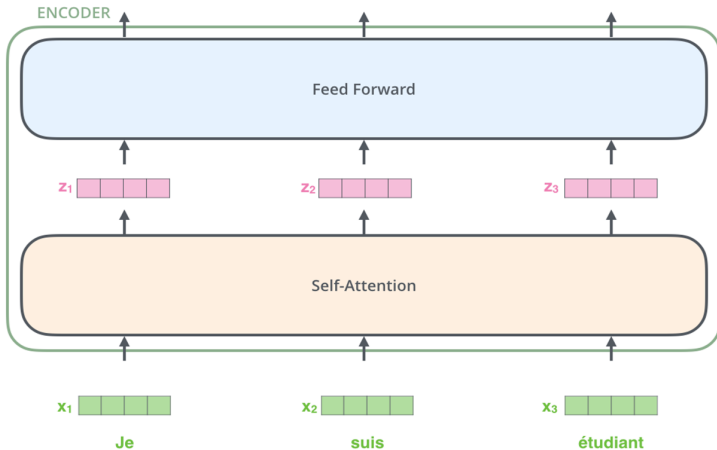 ENCODER
Feed Forward
z₁ z₂ z₃
Self-Attention
x₁ x₂ x₃
Je suis étudiant